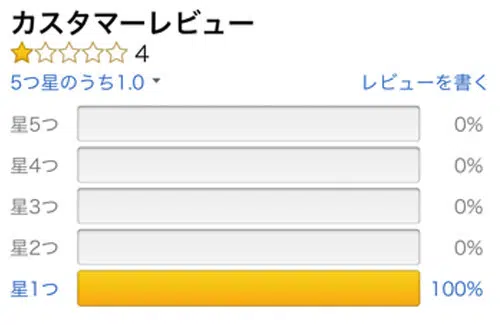 カスタマーレビュー
4
5つ星のうち1.0 レビューを書く
星5つ 0%
星4つ 0%
星3つ 0%
星2つ 0%
星1つ 100%